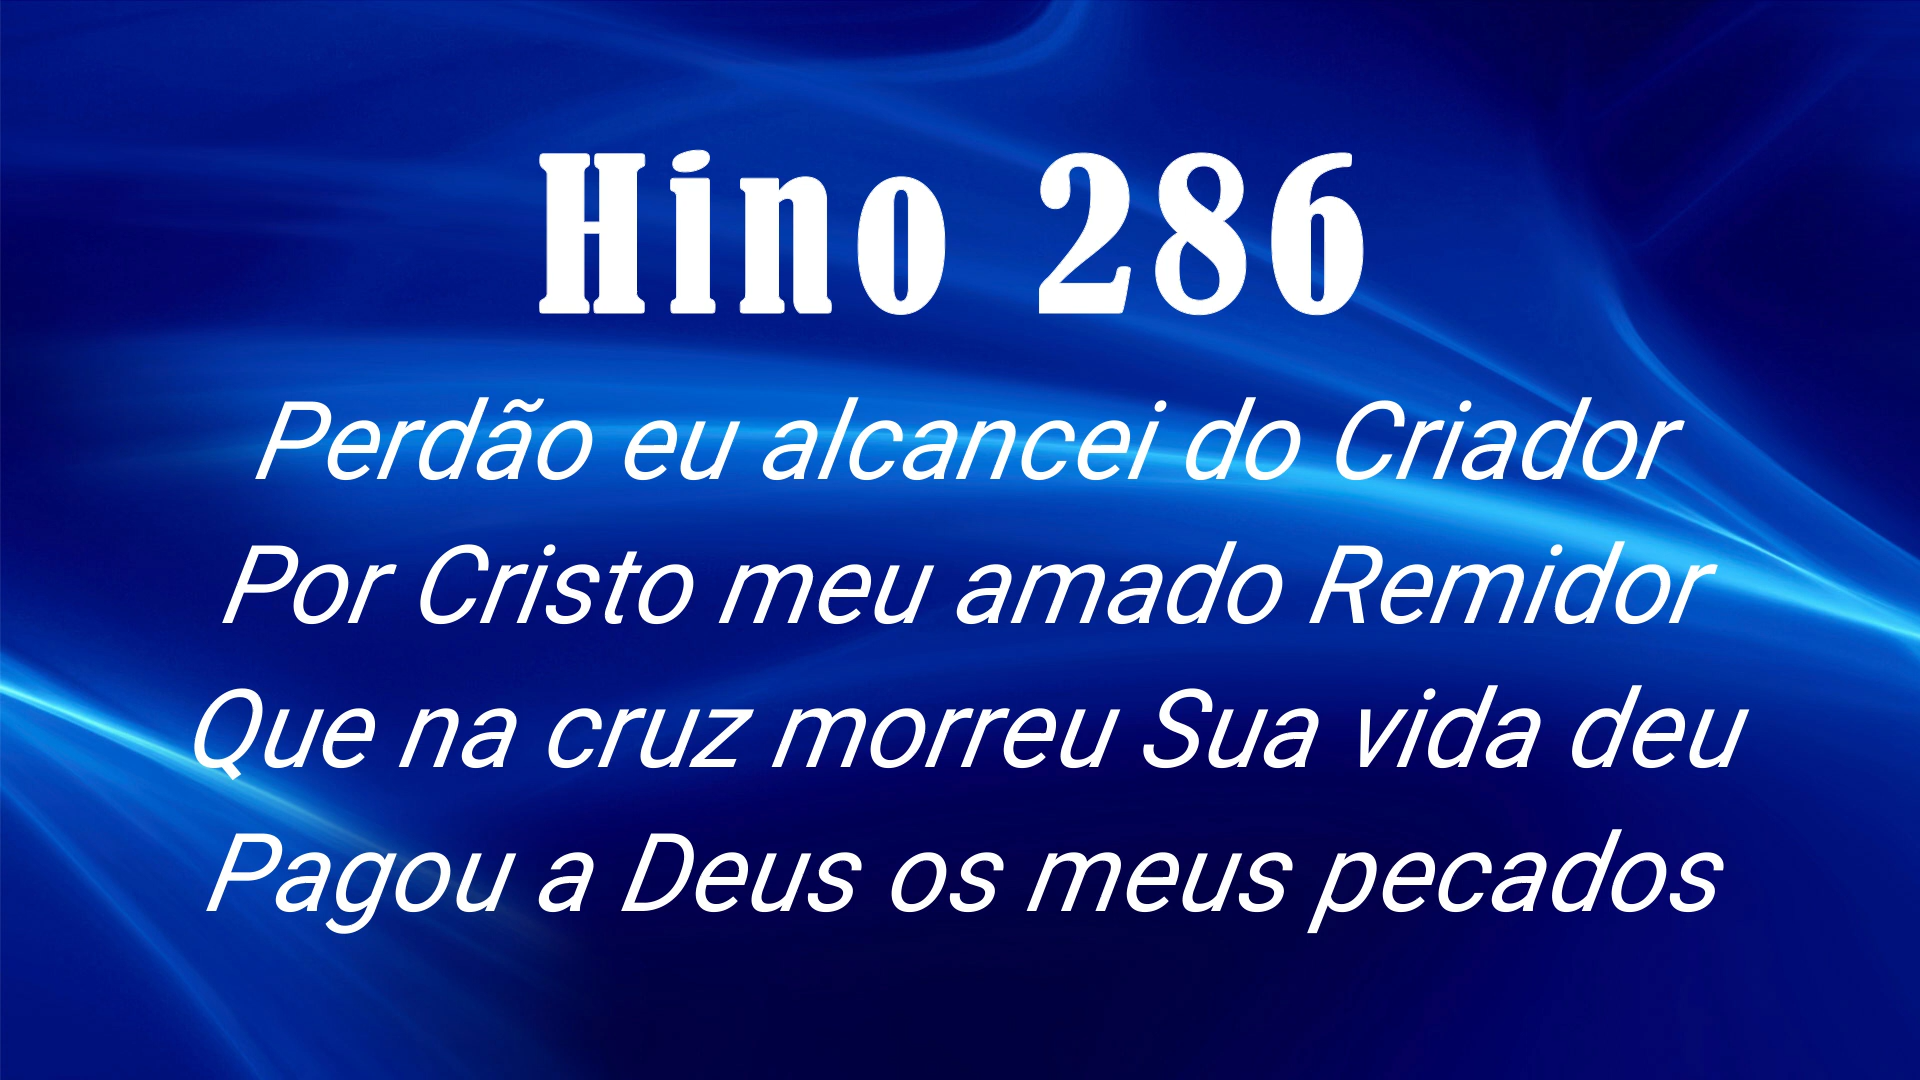 Hino 286
Perdão eu alcancei do Criador
Por Cristo meu amado Remidor
Que na cruz morreu Sua vida deu
Pagou a Deus os meus pecados